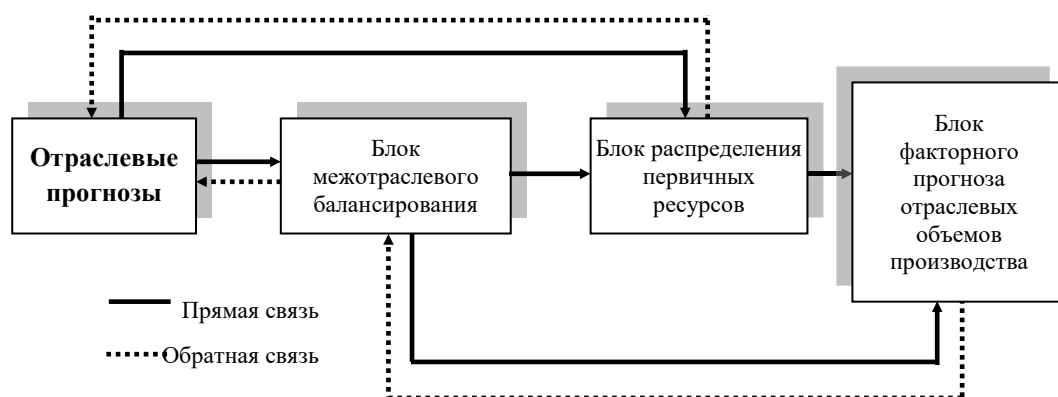 Отраслевые
прогнозы
Блок
межотраслевого
балансирования
Блок распределения
первичных
ресурсов
Блок
факторного
прогноза
отраслевых
объемов
производства
Прямая связь
Обратная связь